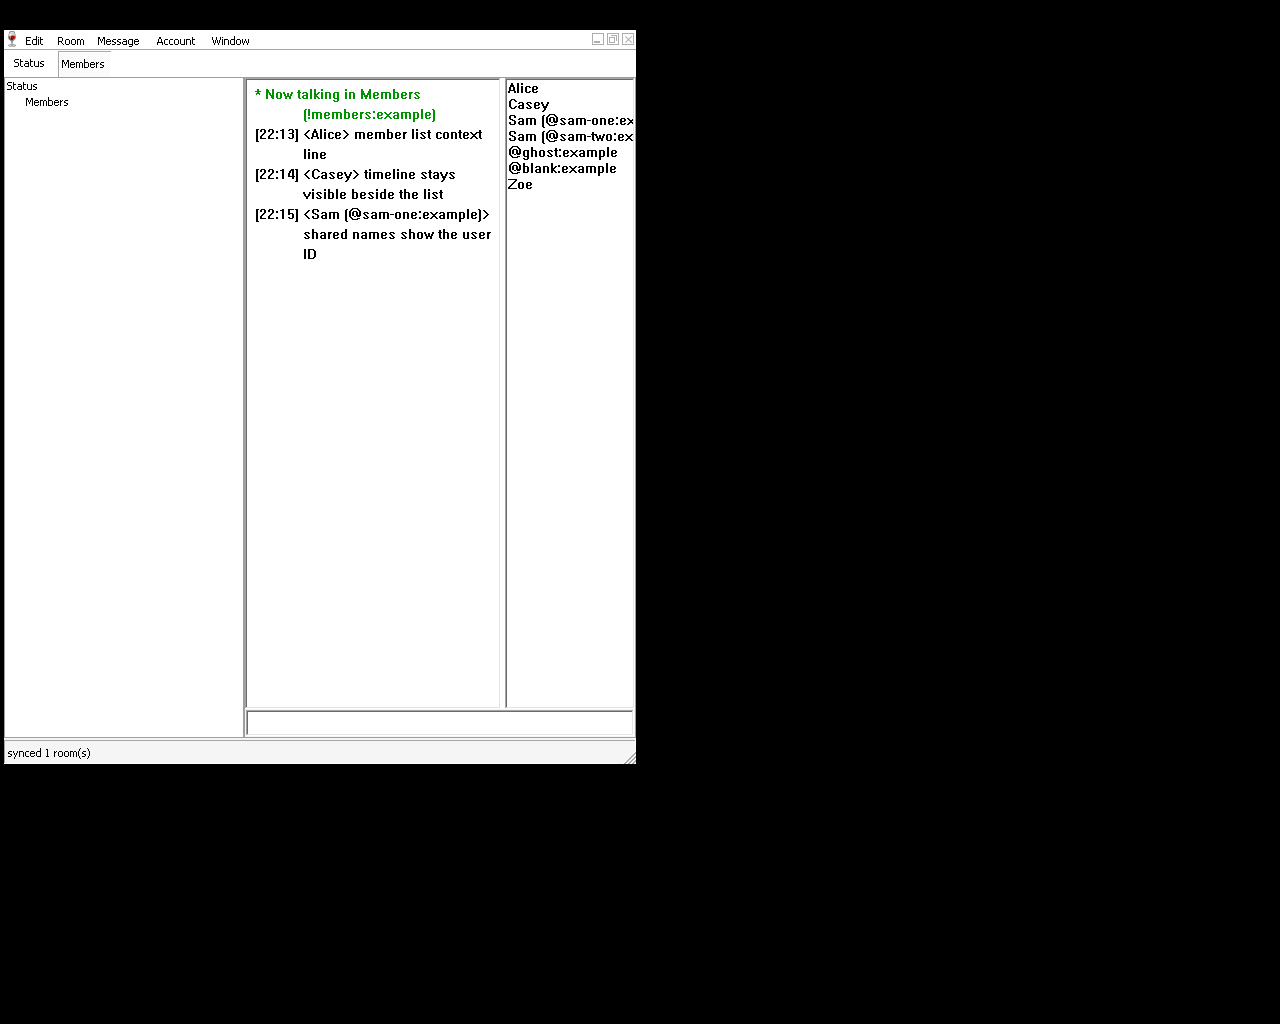 Edit Room Message Account Window
Status Members
Status
Members
* Now talking in Members
(!members:example)
[22:13] <Alice> member list context
line
[22:14] <Casey> timeline stays
visible beside the list
[22:15] <Sam (@sam-one:example)>
shared names show the user
ID
Alice
Casey
Sam (@sam-one:ex
Sam (@sam-two:ex
@ghost:example
@blank:example
Zoe
synced 1 room(s)